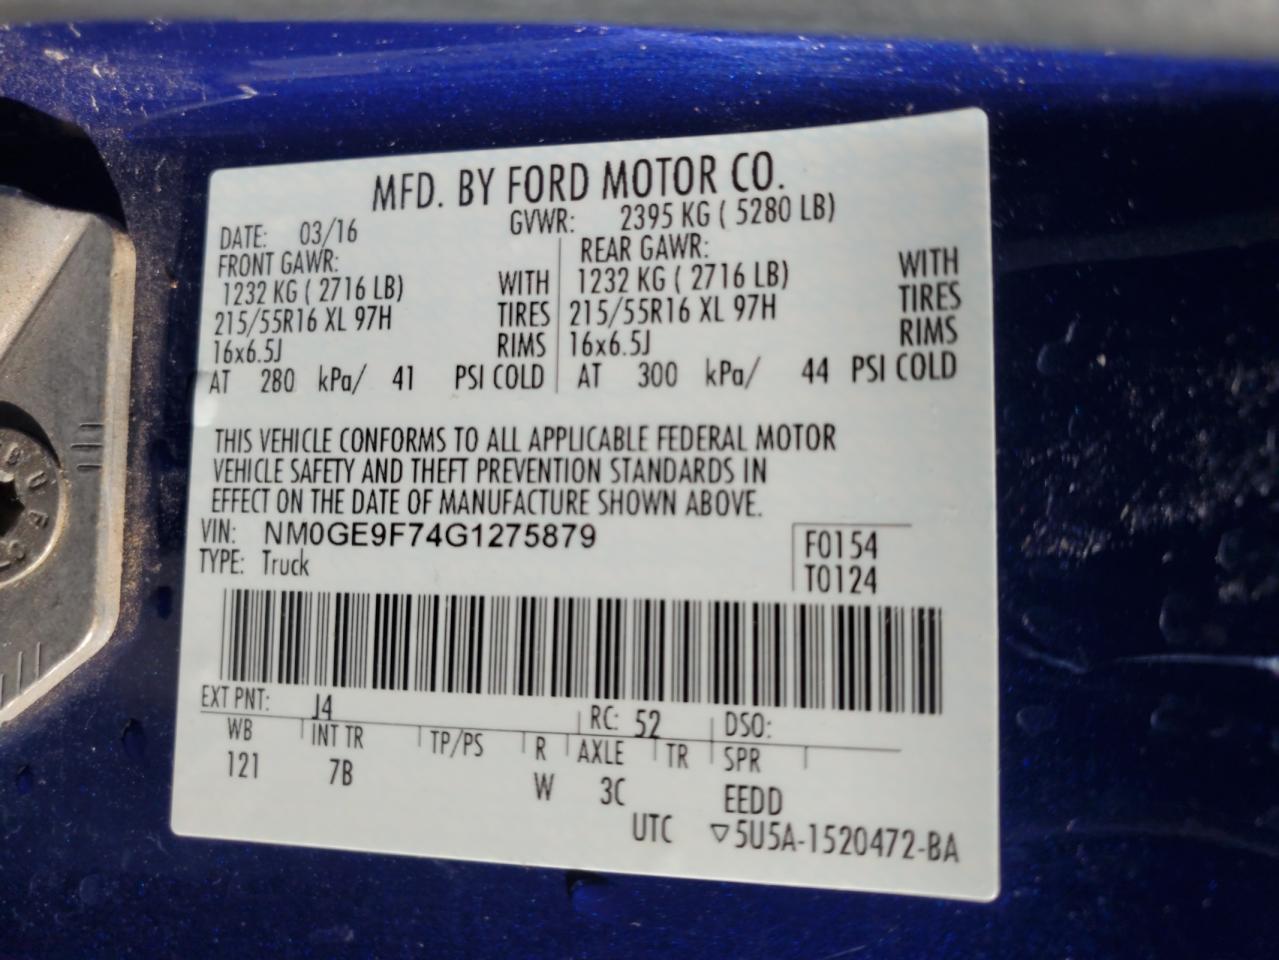 MFD. BY FORD MOTOR CO.
DATE: 03/16 GVWR: 2395 KG ( 5280 LB)
FRONT GAWR: REAR GAWR:
1232 KG ( 2716 LB) WITH 1232 KG ( 2716 LB) WITH
215/55R16 XL 97H TIRES 215/55R16 XL 97H TIRES
16x6.5J RIMS 16x6.5J RIMS
AT 280 kPa/ 41 PSI COLD AT 300 kPa/ 44 PSI COLD
THIS VEHICLE CONFORMS TO ALL APPLICABLE FEDERAL MOTOR
VEHICLE SAFETY AND THEFT PREVENTION STANDARDS IN
EFFECT ON THE DATE OF MANUFACTURE SHOWN ABOVE.
VIN: NM0GE9F74G1275879 F0154
TYPE: Truck T0124
EXT PNT: J4 RC: 52 DSO:
WB INT TR TP/PS R AXLE TR SPR
121 7B W 3C EEDD
UTC ▽5U5A-1520472-BA